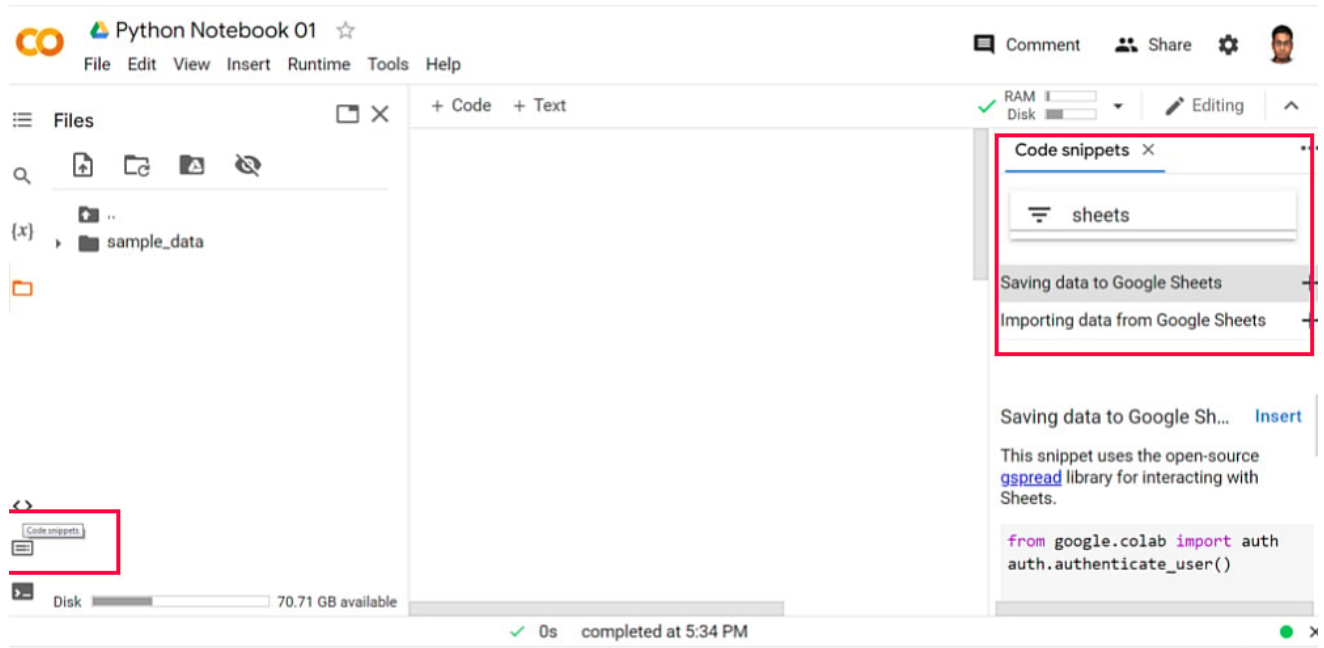 Python Notebook 01
File Edit View Insert Runtime Tools Help
Comment Share
Files
+ Code + Text
RAM
Disk
Editing
{x}
..
sample_data
Code snippets
Disk 70.71 GB available
Code snippets
sheets
Saving data to Google Sheets
Importing data from Google Sheets
Saving data to Google Sh... Insert
This snippet uses the open-source
gspread library for interacting with
Sheets.
from google.colab import auth
auth.authenticate_user()
0s completed at 5:34 PM